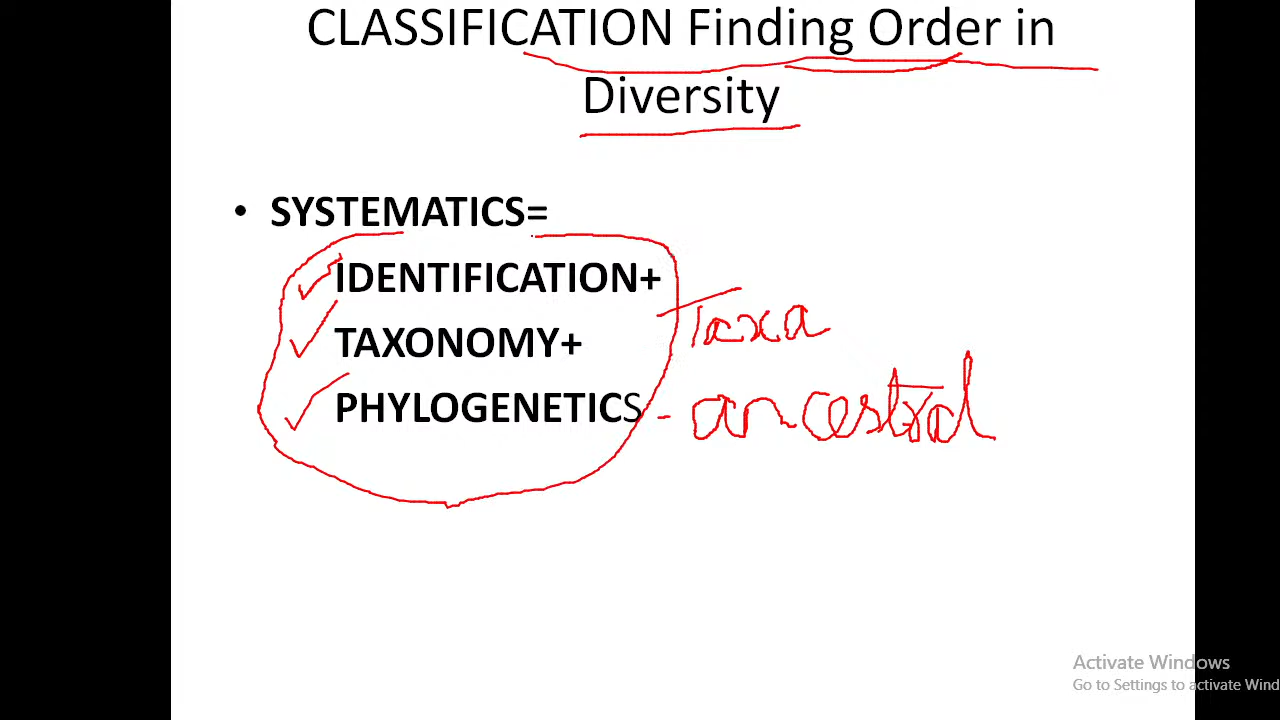 CLASSIFICATION Finding Order in
Diversity
• SYSTEMATICS=
IDENTIFICATION+
TAXONOMY+ Taxa
PHYLOGENETICS - ancestral
Activate Windows
Go to Settings to activate Wind